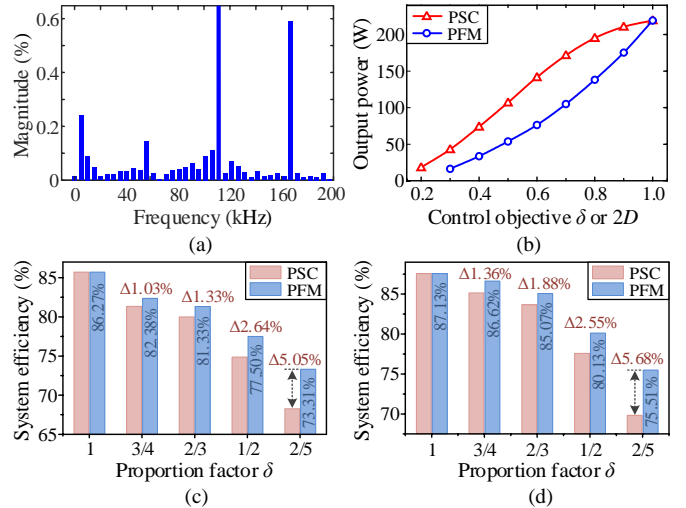 0.6
0.4
0.2
0
Magnitude (%)
0 40 80 120 160 200
Frequency (kHz)
(a)
PSC
PFM
200
150
100
50
0
Output power (W)
0.2 0.4 0.6 0.8 1.0
Control objective δ or 2D
(b)
PSC
PFM
85
80
75
70
65
System efficiency (%)
86.27%
Δ1.03%
82.38%
Δ1.33%
81.33%
Δ2.64%
77.50%
Δ5.05%
73.31%
1 3/4 2/3 1/2 2/5
Proportion factor δ
(c)
PSC
PFM
85
80
75
70
System efficiency (%)
87.13%
Δ1.36%
86.62%
Δ1.88%
85.07%
Δ2.55%
80.13%
Δ5.68%
75.51%
1 3/4 2/3 1/2 2/5
Proportion factor δ
(d)